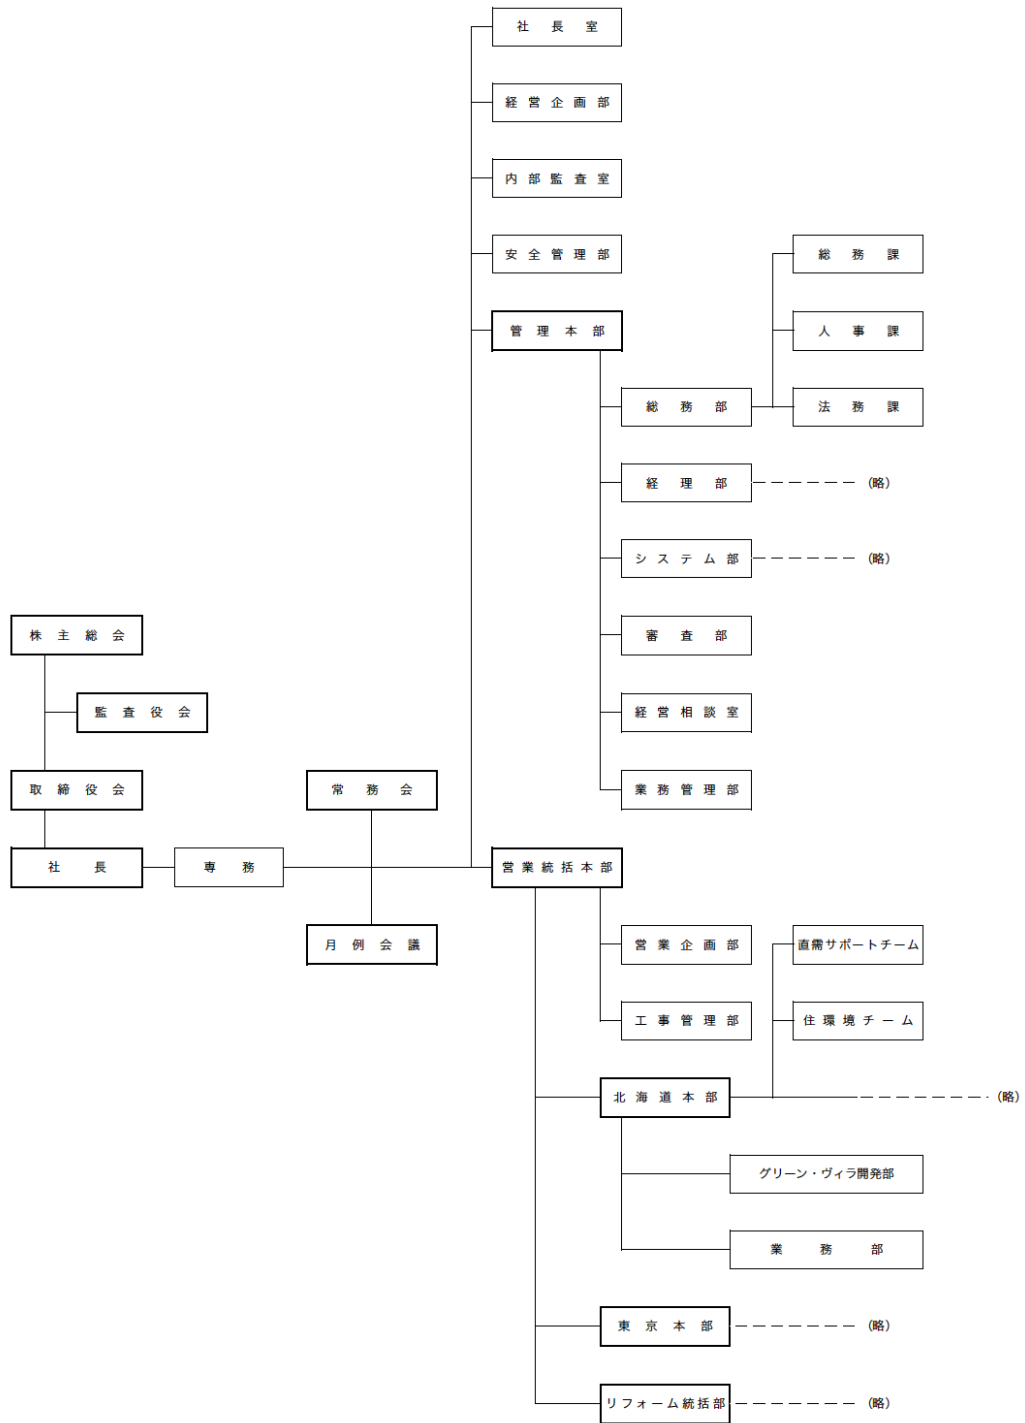 社長室
経営企画部
内部監査室
安全管理部
総務課
管理本部
人事課
総務部
法務課
経理部
(略)
システム部
(略)
審査部
株主総会
監査役会
経営相談室
取締役会
常務会
業務管理部
社長
専務
営業統括本部
月例会議
営業企画部
直需サポートチーム
工事管理部
住環境チーム
北海道本部
(略)
グリーン・ヴィラ開発部
業務部
東京本部
(略)
リフォーム統括部
(略)